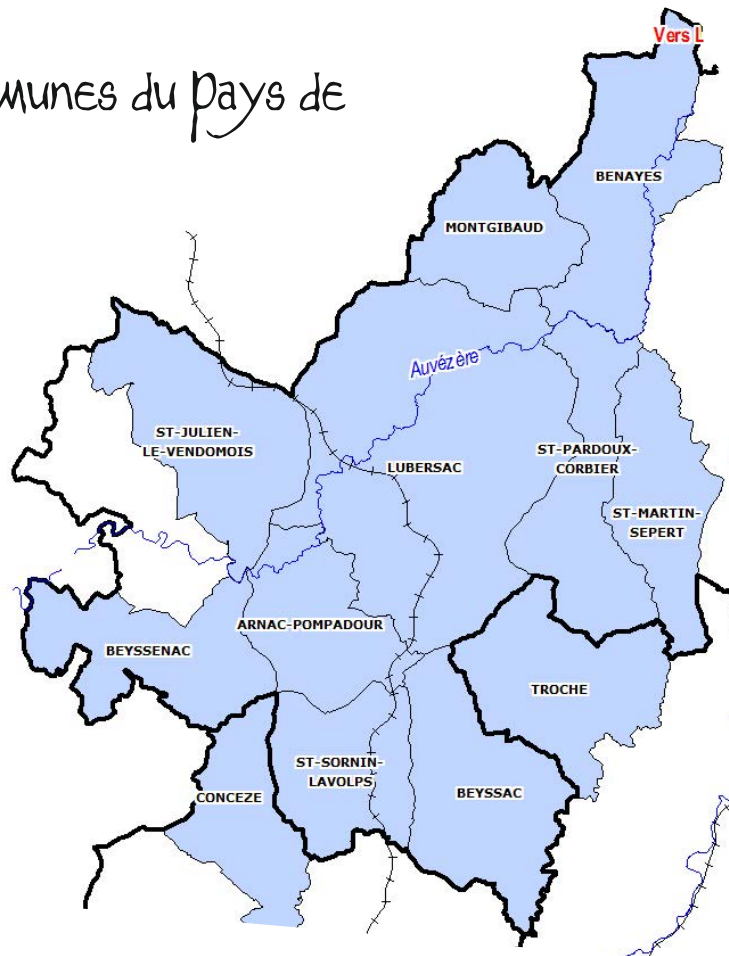 Vers L
munes du pays de
BENAYES
MONTGIBAUD
Auvézère
ST-JULIEN-
LE-VENDOMOIS
LUBERSAC
ST-PARDOUX-
CORBIER
ST-MARTIN-
SEPERT
ARNAC-POMPADOUR
BEYSSENAC
TROCHE
ST-SORNIN-
LAVOLPS
CONCEZE
BEYSSAC